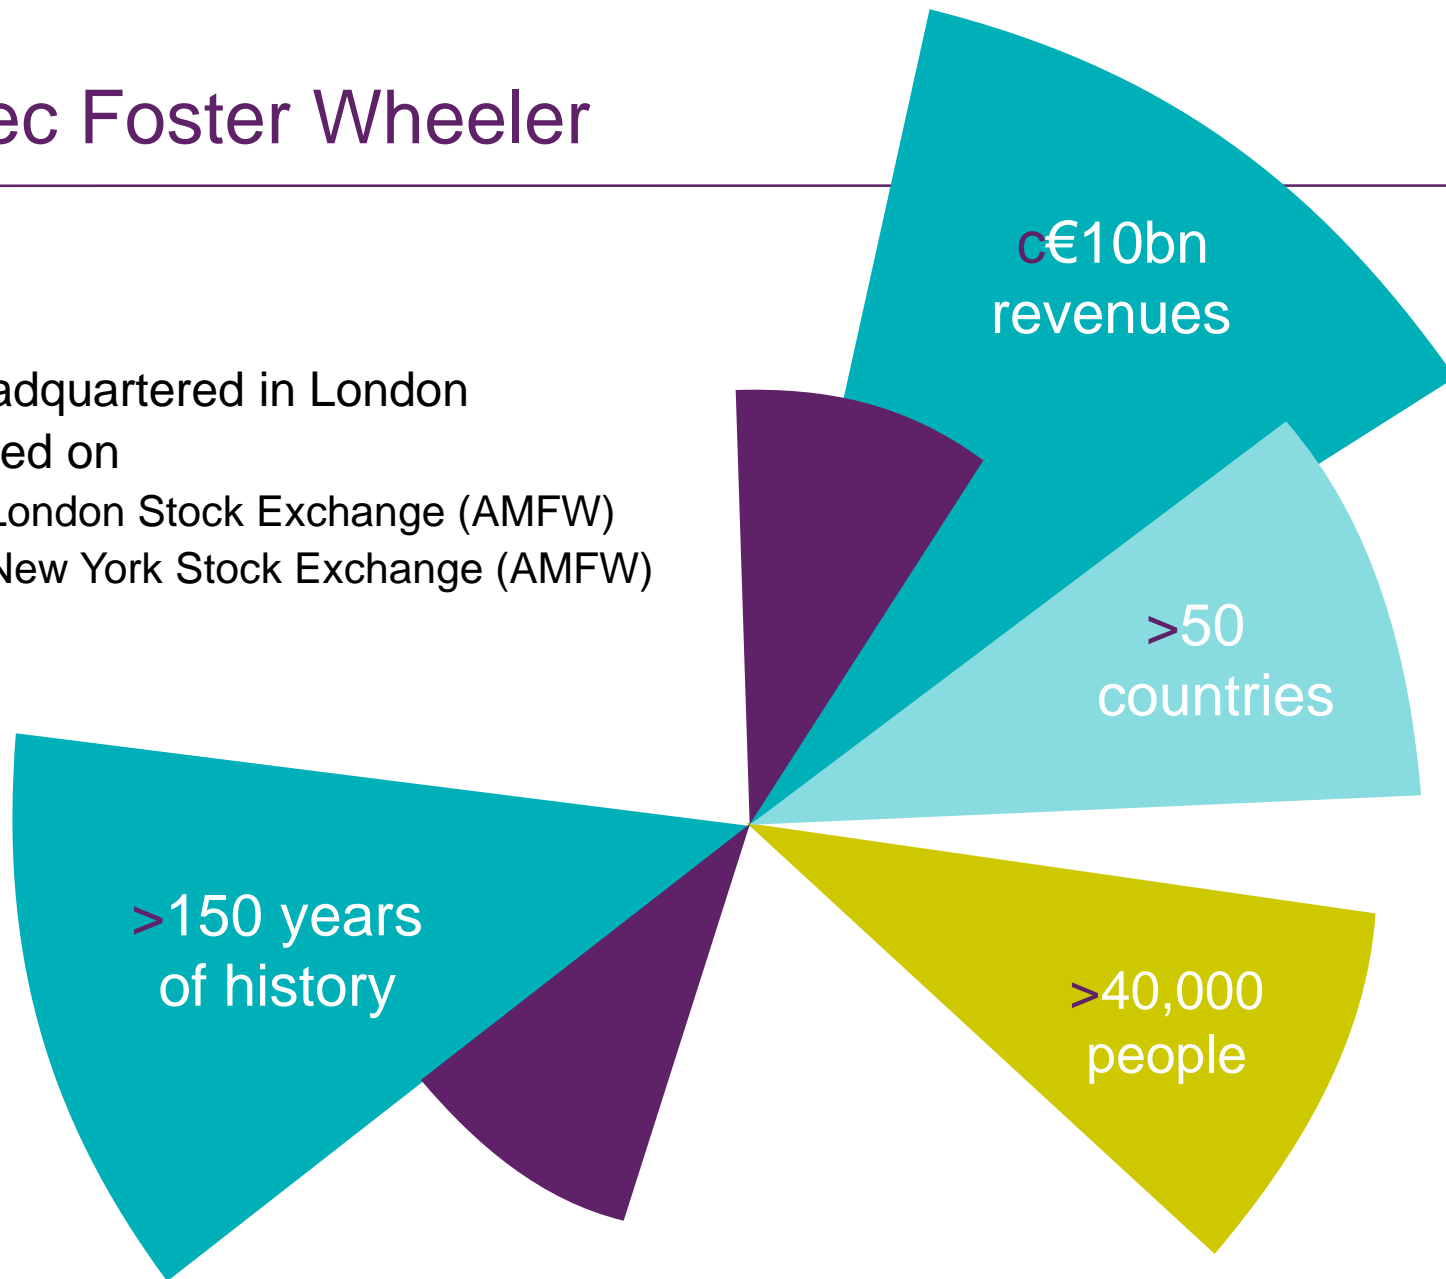 ec Foster Wheeler
adquartered in London
ed on
London Stock Exchange (AMFW)
New York Stock Exchange (AMFW)
c€10bn
revenues
>50
countries
>40,000
people
>150 years
of history